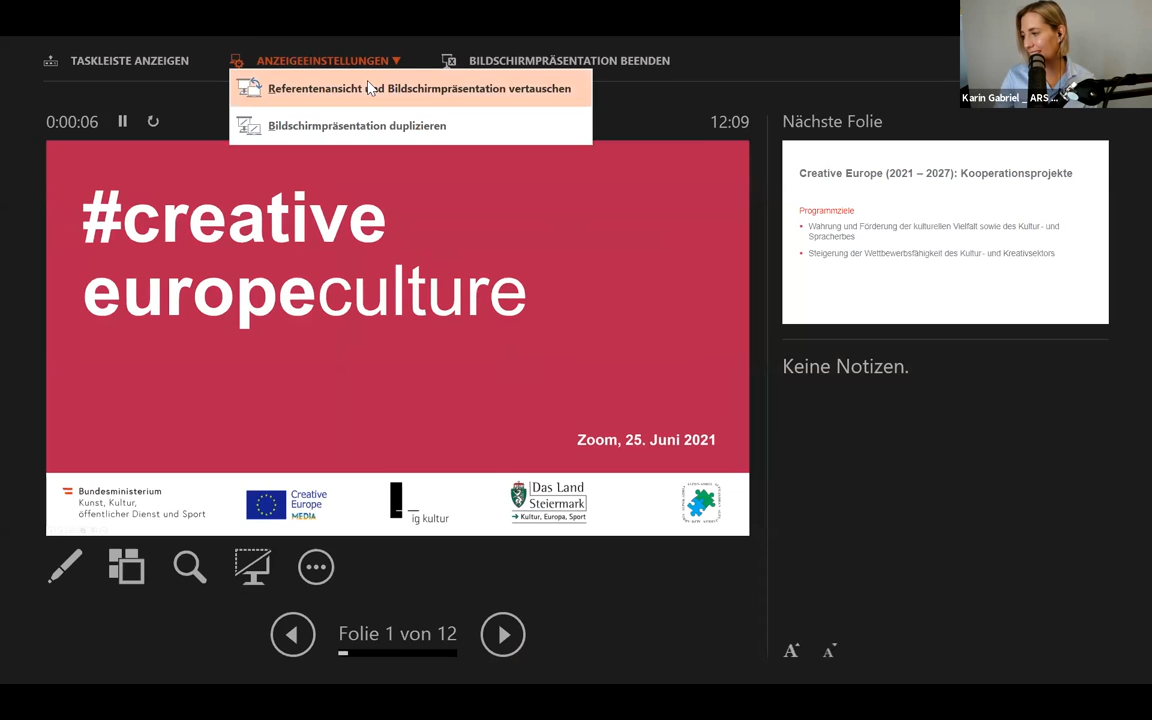 TASKLEISTE ANZEIGEN
ANZEIGEEINSTELLUNGEN ▼
BILDSCHIRMPRÄSENTATION BEENDEN
Referentenansicht und Bildschirmpräsentation vertauschen
Bildschirmpräsentation duplizieren
Karin Gabriel _ ARS ...
0:00:06
12:09
#creative
europeculture
Zoom, 25. Juni 2021
Bundesministerium
Kunst, Kultur,
öffentlicher Dienst und Sport
Creative
Europe
MEDIA
ig kultur
Das Land
Steiermark
→ Kultur, Europa, Sport
Nächste Folie
Creative Europe (2021 – 2027): Kooperationsprojekte
Programmziele
• Wahrung und Förderung der kulturellen Vielfalt sowie des Kultur- und
Spracherbes
• Steigerung der Wettbewerbsfähigkeit des Kultur- und Kreativsektors
Keine Notizen.
Folie 1 von 12
A A